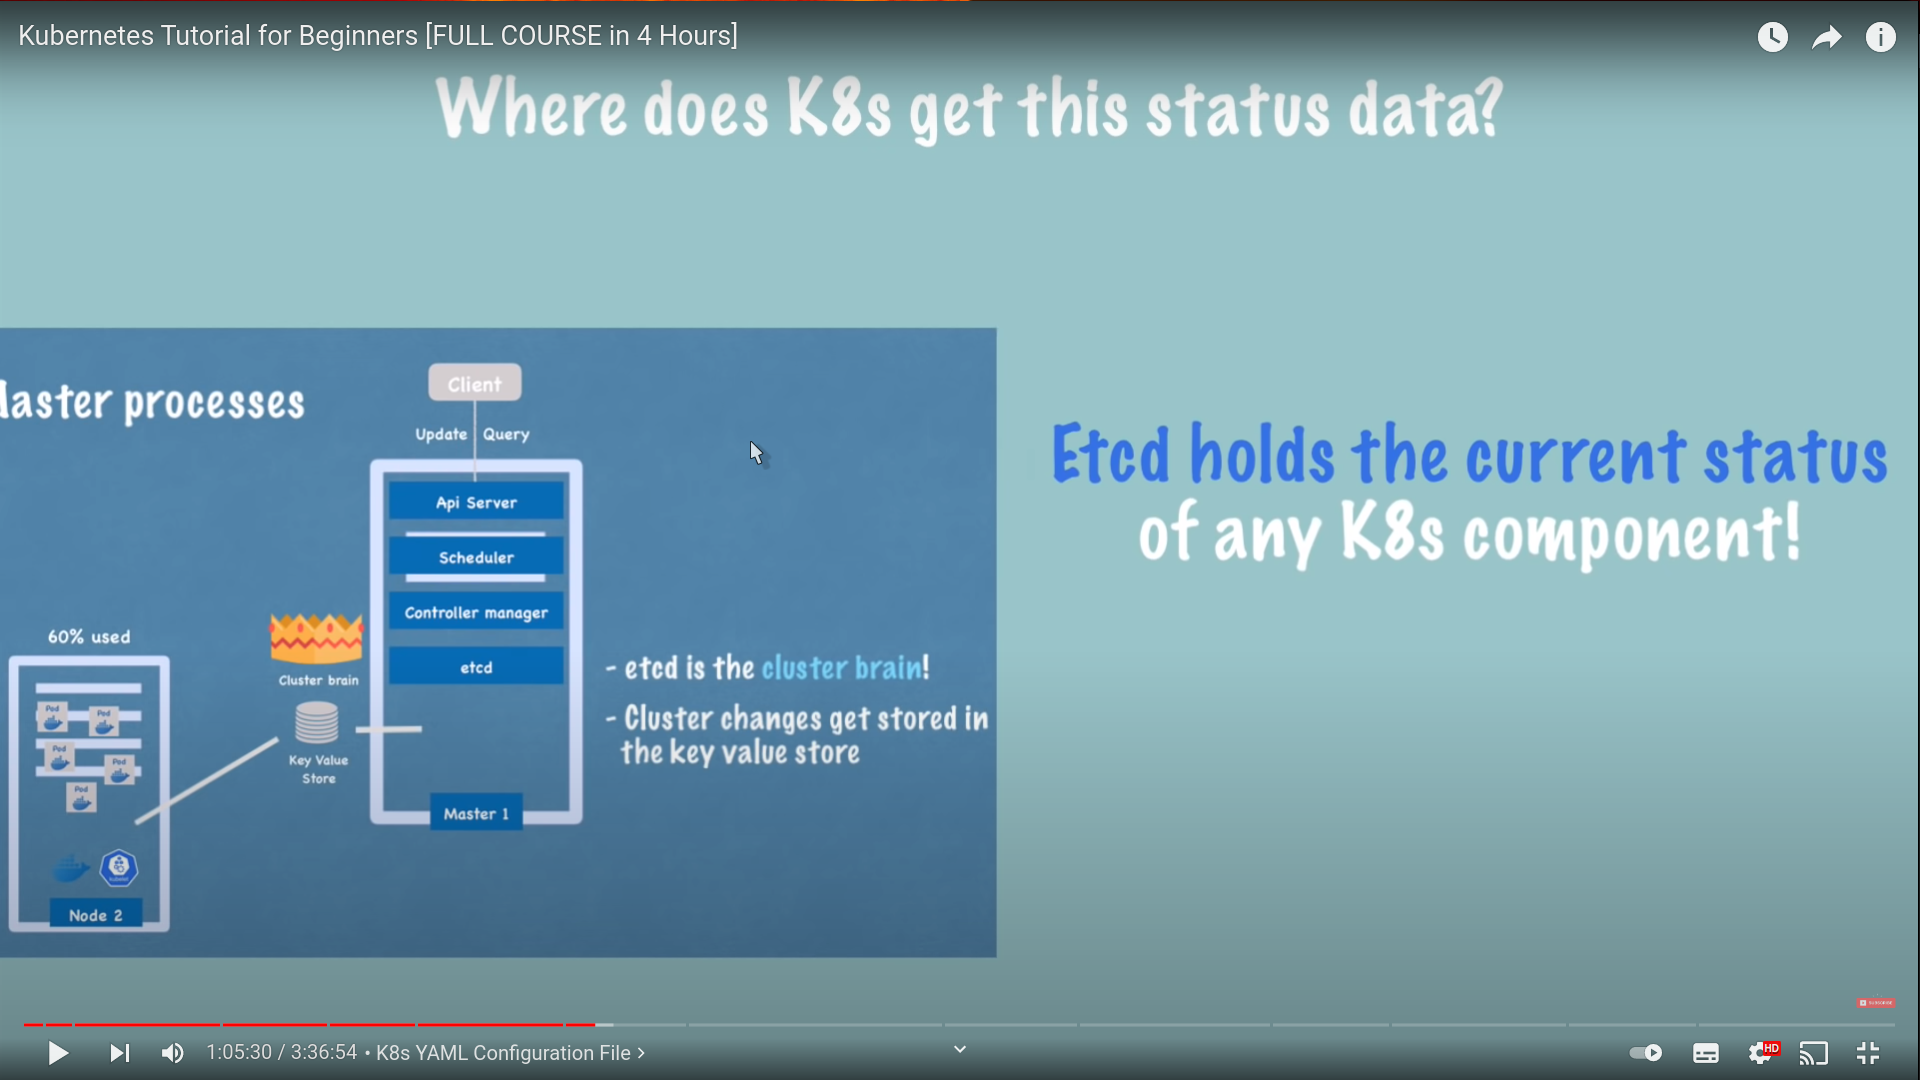 Kubernetes Tutorial for Beginners [FULL COURSE in 4 Hours]
Where does K8s get this status data?
Master processes
Client
Update Query
Api Server
Scheduler
Controller manager
etcd
Master 1
60% used
Pod
Pod
Pod
Pod
Pod
Node 2
Cluster brain
Key Value
Store
- etcd is the cluster brain!
- Cluster changes get stored in
the key value store
Etcd holds the current status
of any K8s component!
SUBSCRIBE
1:05:30 / 3:36:54 • K8s YAML Configuration File >
HD